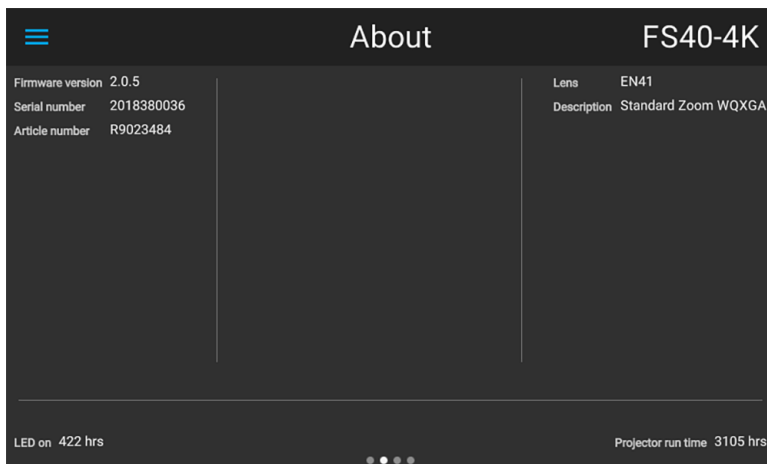 About
FS40-4K
Firmware version 2.0.5
Serial number 2018380036
Article number R9023484
Lens EN41
Description Standard Zoom WQXGA
LED on 422 hrs
Projector run time 3105 hrs